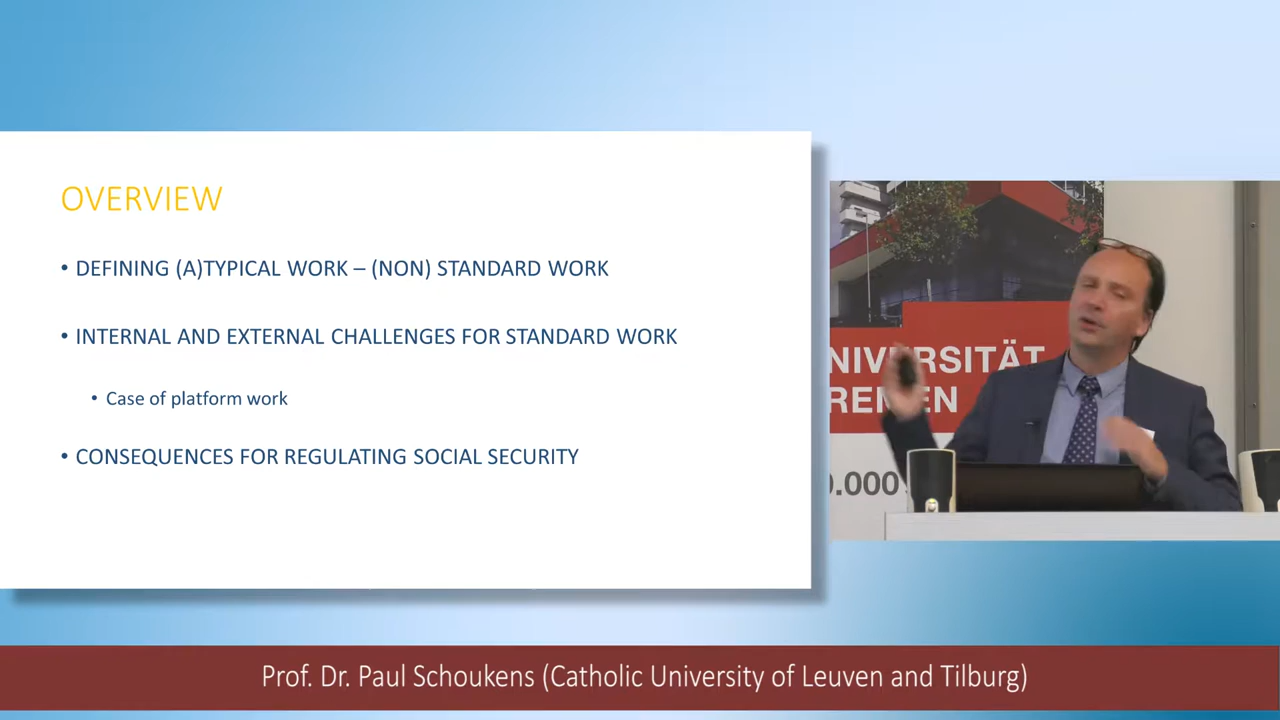 OVERVIEW
• DEFINING (A)TYPICAL WORK – (NON) STANDARD WORK
• INTERNAL AND EXTERNAL CHALLENGES FOR STANDARD WORK
• Case of platform work
• CONSEQUENCES FOR REGULATING SOCIAL SECURITY
NIVERSITÄT
REMEN
0.000
Prof. Dr. Paul Schoukens (Catholic University of Leuven and Tilburg)